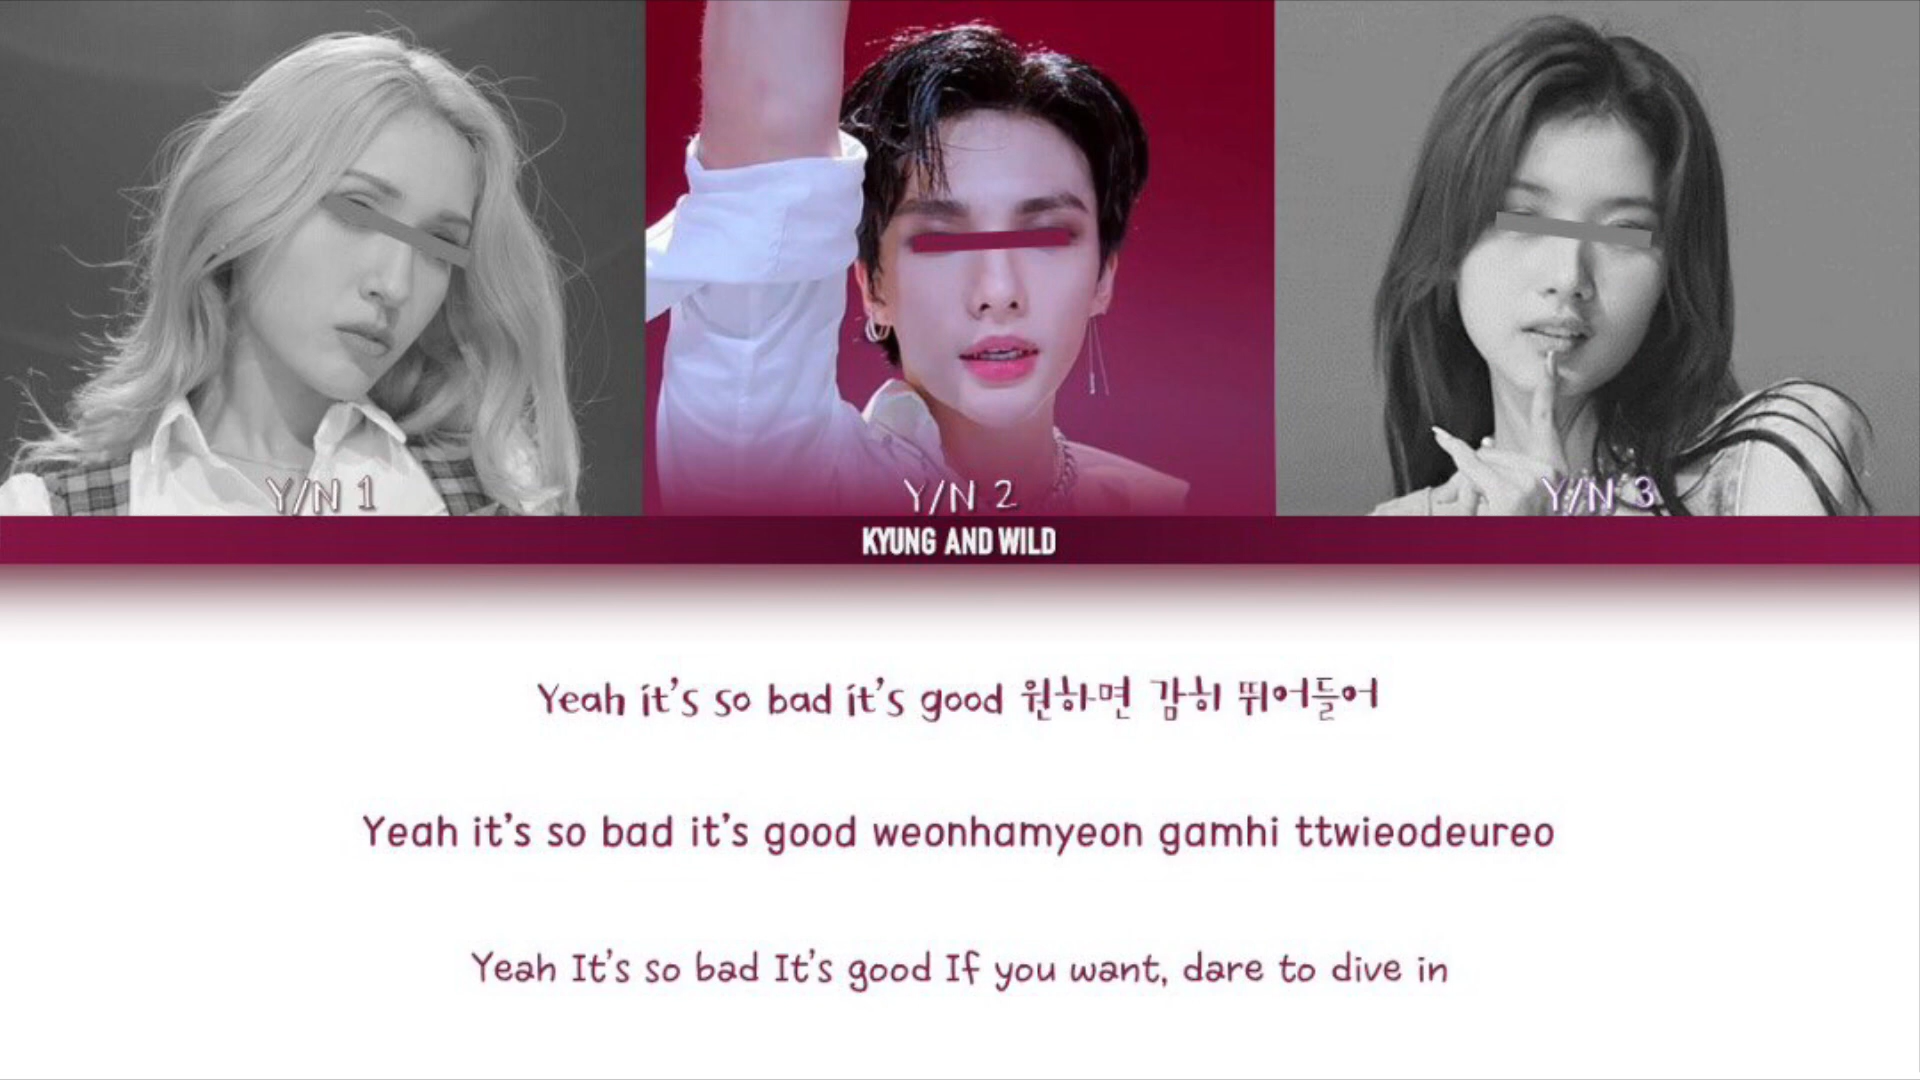 Y/N 1
Y/N 2
Y/N 3
KYUNG AND WILD
Yeah it's so bad it's good 원하면 감히 뛰어들어
Yeah it's so bad it's good weonhamyeon gamhi ttwieodeureo
Yeah It's so bad It's good If you want, dare to dive in